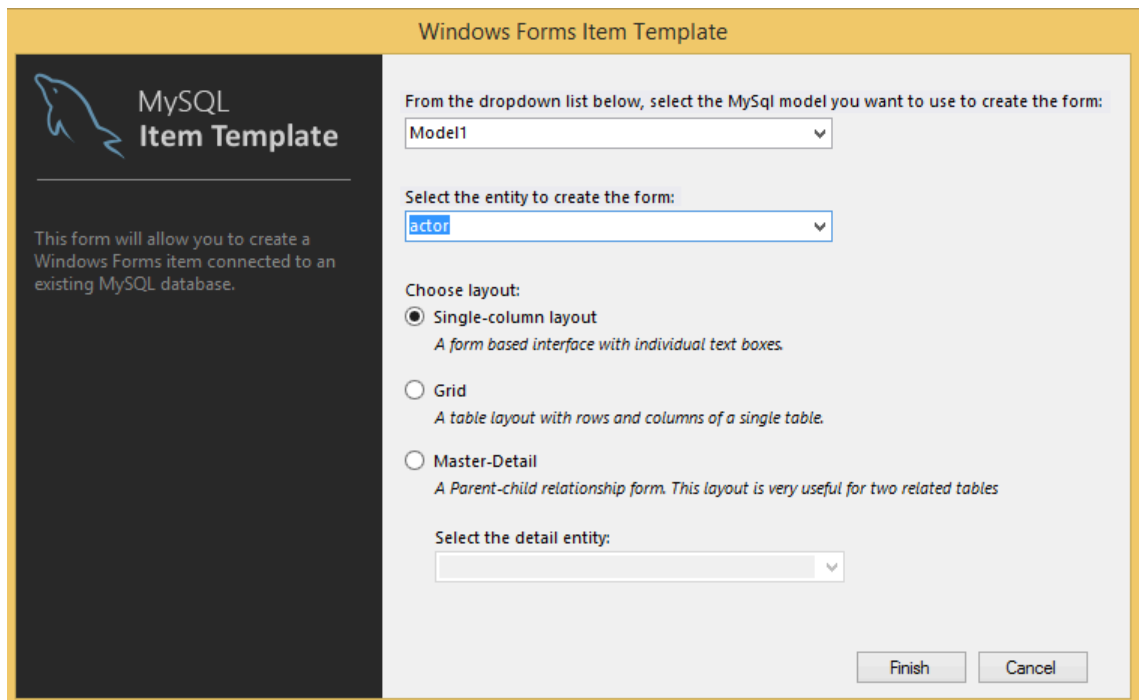 Windows Forms Item Template
MySQL
Item Template
This form will allow you to create a
Windows Forms item connected to an
existing MySQL database.
From the dropdown list below, select the MySql model you want to use to create the form:
Model1
Select the entity to create the form:
actor
Choose layout:
Single-column layout
A form based interface with individual text boxes.
Grid
A table layout with rows and columns of a single table.
Master-Detail
A Parent-child relationship form. This layout is very useful for two related tables
Select the detail entity:
Finish Cancel